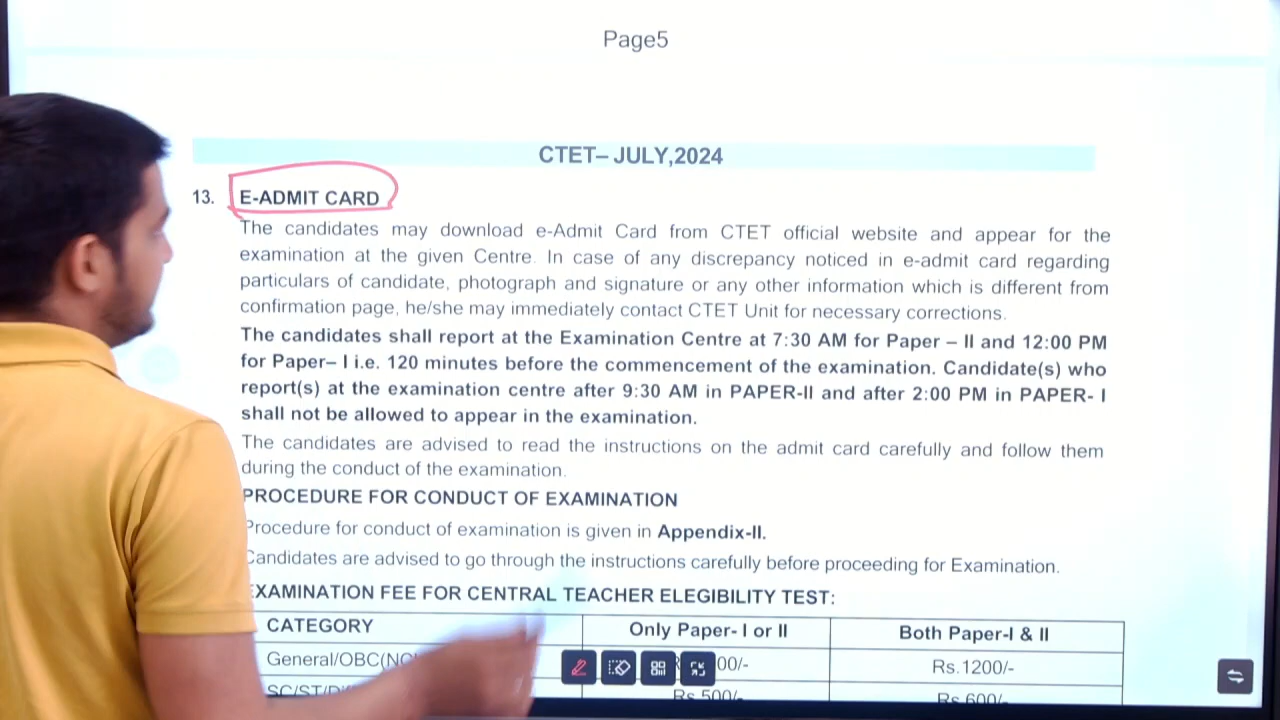 Page5
CTET– JULY,2024
13. E-ADMIT CARD
The candidates may download e-Admit Card from CTET official website and appear for the
examination at the given Centre. In case of any discrepancy noticed in e-admit card regarding
particulars of candidate, photograph and signature or any other information which is different from
confirmation page, he/she may immediately contact CTET Unit for necessary corrections.
The candidates shall report at the Examination Centre at 7:30 AM for Paper – II and 12:00 PM
for Paper– I i.e. 120 minutes before the commencement of the examination. Candidate(s) who
report(s) at the examination centre after 9:30 AM in PAPER-II and after 2:00 PM in PAPER- I
shall not be allowed to appear in the examination.
The candidates are advised to read the instructions on the admit card carefully and follow them
during the conduct of the examination.
PROCEDURE FOR CONDUCT OF EXAMINATION
Procedure for conduct of examination is given in Appendix-II.
Candidates are advised to go through the instructions carefully before proceeding for Examination.
EXAMINATION FEE FOR CENTRAL TEACHER ELEGIBILITY TEST:
CATEGORY Only Paper- I or II Both Paper-I & II
General/OBC(NC 00/- Rs.1200/-
SC/ST/ Rs.500/- Rs.600/-